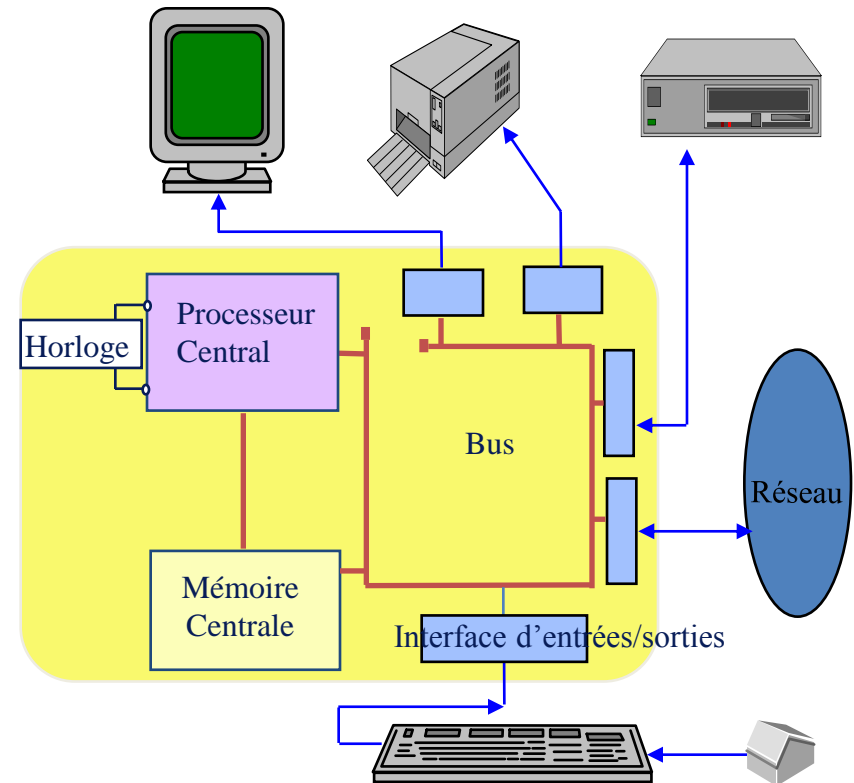 Processeur
Central
Horloge
Bus
Réseau
Mémoire
Centrale
Interface d'entrées/sorties